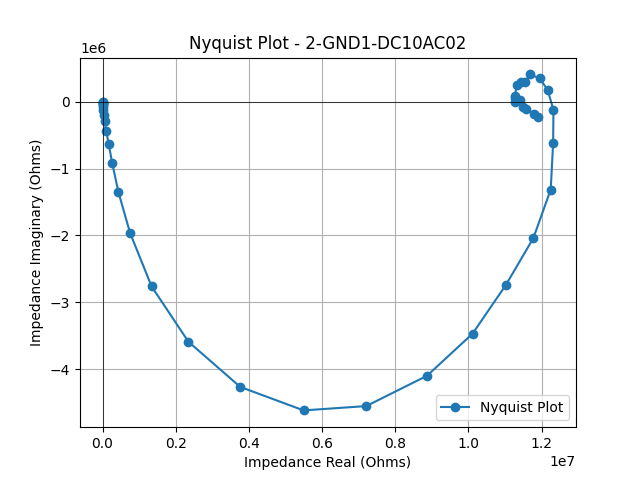 Nyquist Plot - 2-GND1-DC10AC02
1e6
0
−1
−2
−3
−4
Impedance Imaginary (Ohms)
Nyquist Plot
0.0 0.2 0.4 0.6 0.8 1.0 1.2
1e7
Impedance Real (Ohms)